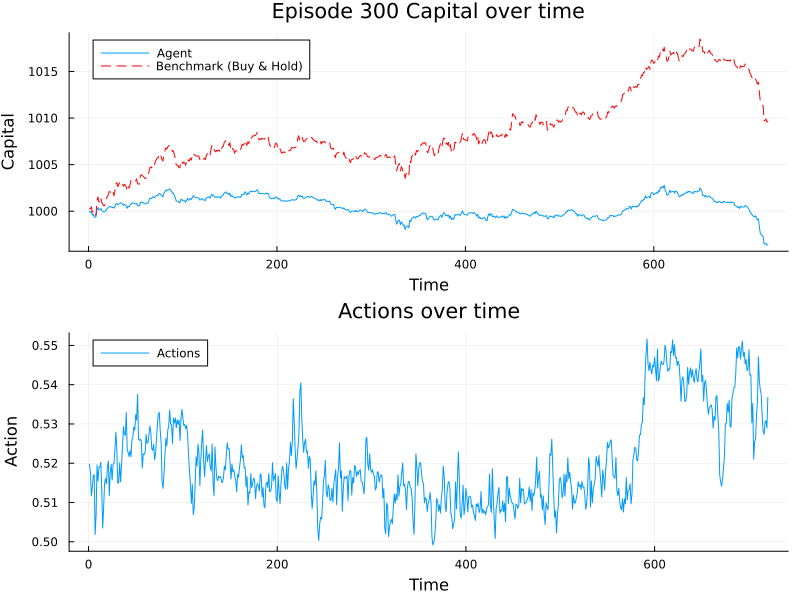 Episode 300 Capital over time
Agent
Benchmark (Buy & Hold)
Capital
1015
1010
1005
1000
0
200
400
600
Time
Actions over time
Actions
Action
0.55
0.54
0.53
0.52
0.51
0.50
0
200
400
600
Time